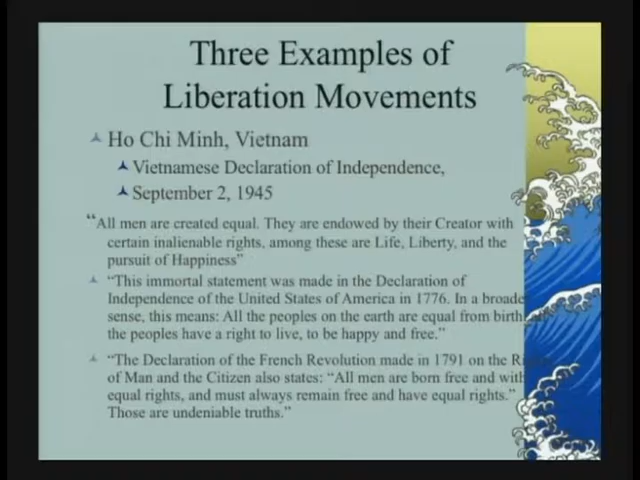 Three Examples of
Liberation Movements
Ho Chi Minh, Vietnam
Vietnamese Declaration of Independence,
September 2, 1945
“All men are created equal. They are endowed by their Creator with
certain inalienable rights, among these are Life, Liberty, and the
pursuit of Happiness”
“This immortal statement was made in the Declaration of
Independence of the United States of America in 1776. In a broade
sense, this means: All the peoples on the earth are equal from birth,
the peoples have a right to live, to be happy and free.”
“The Declaration of the French Revolution made in 1791 on the
of Man and the Citizen also states: “All men are born free and with
equal rights, and must always remain free and have equal rights.”
Those are undeniable truths.”